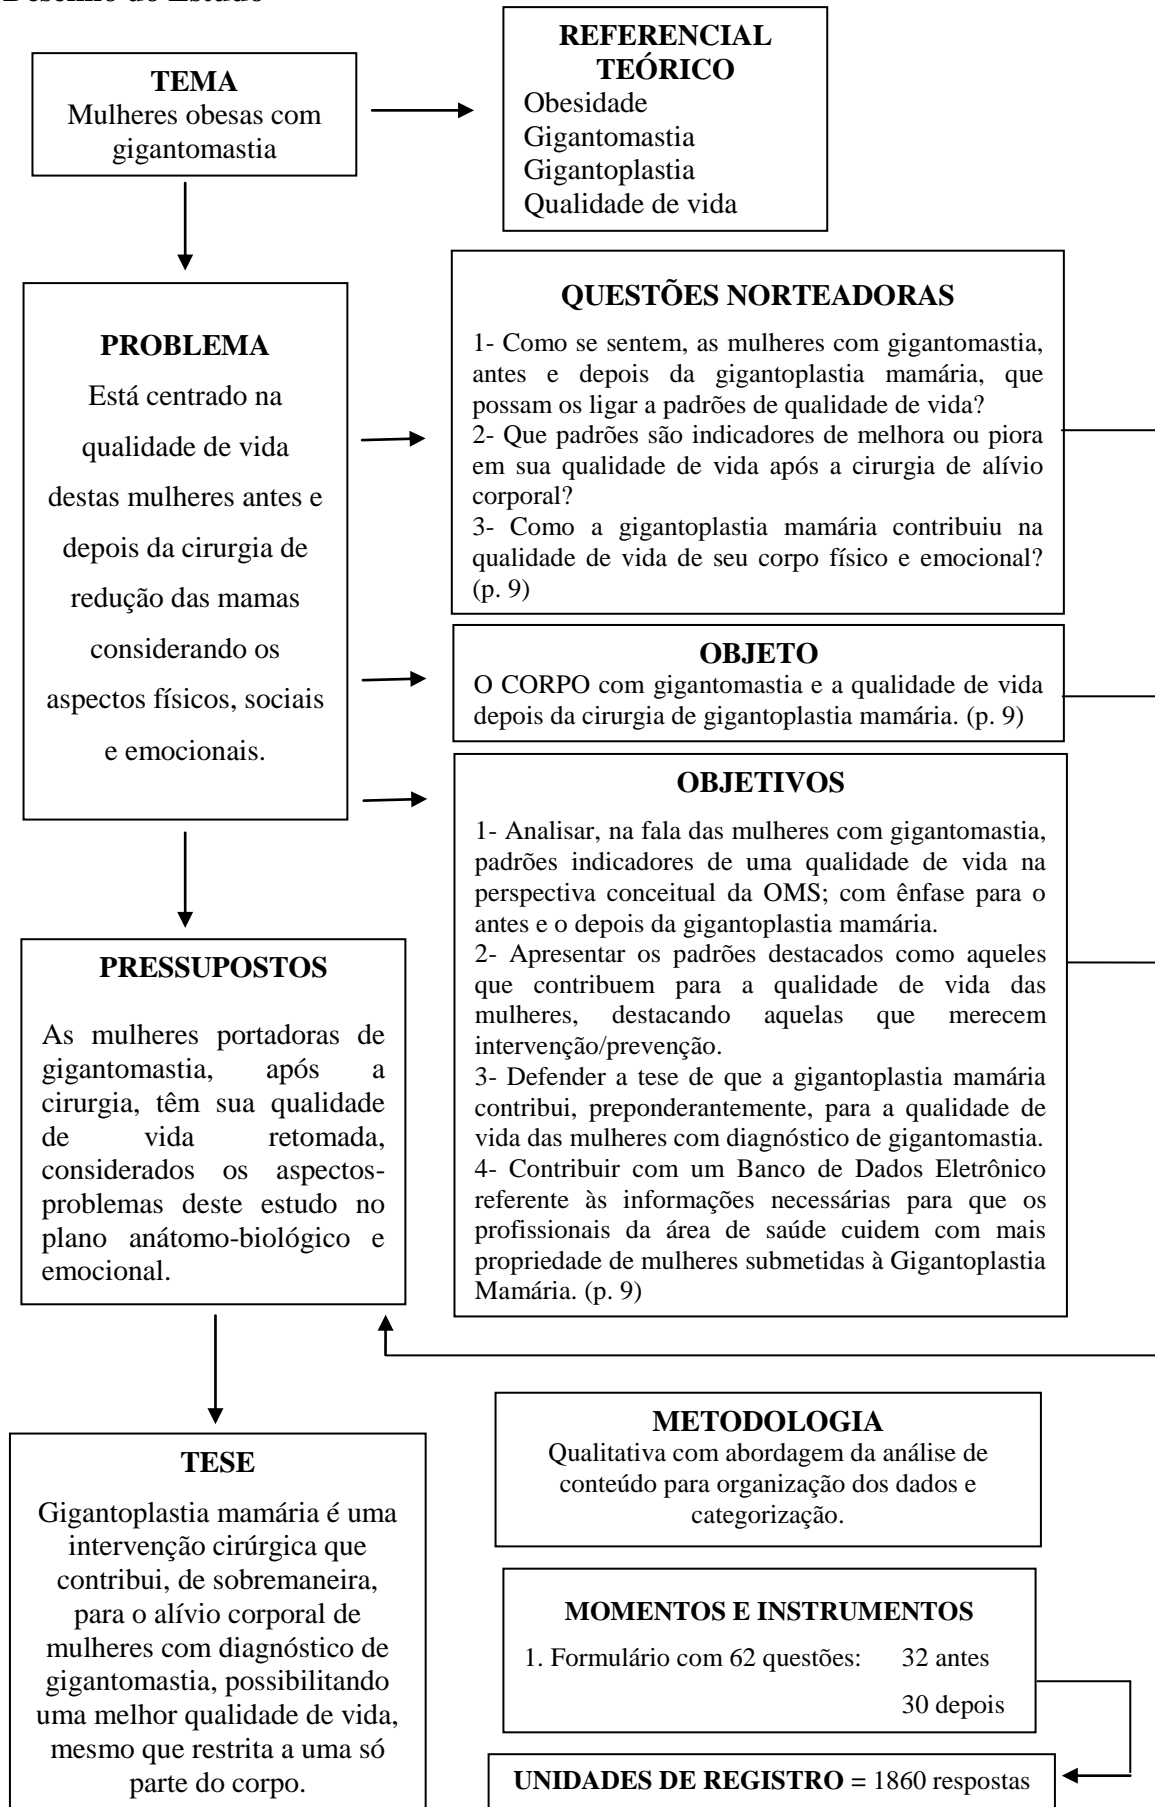 Desenho do Estudo
TEMA
Mulheres obesas com
gigantomastia
REFERENCIAL
TEÓRICO
Obesidade
Gigantomastia
Gigantoplastia
Qualidade de vida
PROBLEMA
Está centrado na
qualidade de vida
destas mulheres antes e
depois da cirurgia de
redução das mamas
considerando os
aspectos físicos, sociais
e emocionais.
QUESTÕES NORTEADORAS
1- Como se sentem, as mulheres com gigantomastia,
antes e depois da gigantoplastia mamária, que
possam os ligar a padrões de qualidade de vida?
2- Que padrões são indicadores de melhora ou piora
em sua qualidade de vida após a cirurgia de alívio
corporal?
3- Como a gigantoplastia mamária contribuiu na
qualidade de vida de seu corpo físico e emocional?
(p. 9)
OBJETO
O CORPO com gigantomastia e a qualidade de vida
depois da cirurgia de gigantoplastia mamária. (p. 9)
OBJETIVOS
1- Analisar, na fala das mulheres com gigantomastia,
padrões indicadores de uma qualidade de vida na
perspectiva conceitual da OMS; com ênfase para o
antes e o depois da gigantoplastia mamária.
2- Apresentar os padrões destacados como aqueles
que contribuem para a qualidade de vida das
mulheres, destacando aquelas que merecem
intervenção/prevenção.
3- Defender a tese de que a gigantoplastia mamária
contribui, preponderantemente, para a qualidade de
vida das mulheres com diagnóstico de gigantomastia.
4- Contribuir com um Banco de Dados Eletrônico
referente às informações necessárias para que os
profissionais da área de saúde cuidem com mais
propriedade de mulheres submetidas à Gigantoplastia
Mamária. (p. 9)
PRESSUPOSTOS
As mulheres portadoras de
gigantomastia, após a
cirurgia, têm sua qualidade
de vida retomada,
considerados os aspectos-
problemas deste estudo no
plano anátomo-biológico e
emocional.
TESE
Gigantoplastia mamária é uma
intervenção cirúrgica que
contribui, de sobremaneira,
para o alívio corporal de
mulheres com diagnóstico de
gigantomastia, possibilitando
uma melhor qualidade de vida,
mesmo que restrita a uma só
parte do corpo.
METODOLOGIA
Qualitativa com abordagem da análise de
conteúdo para organização dos dados e
categorização.
MOMENTOS E INSTRUMENTOS
1. Formulário com 62 questões: 32 antes
30 depois
UNIDADES DE REGISTRO = 1860 respostas